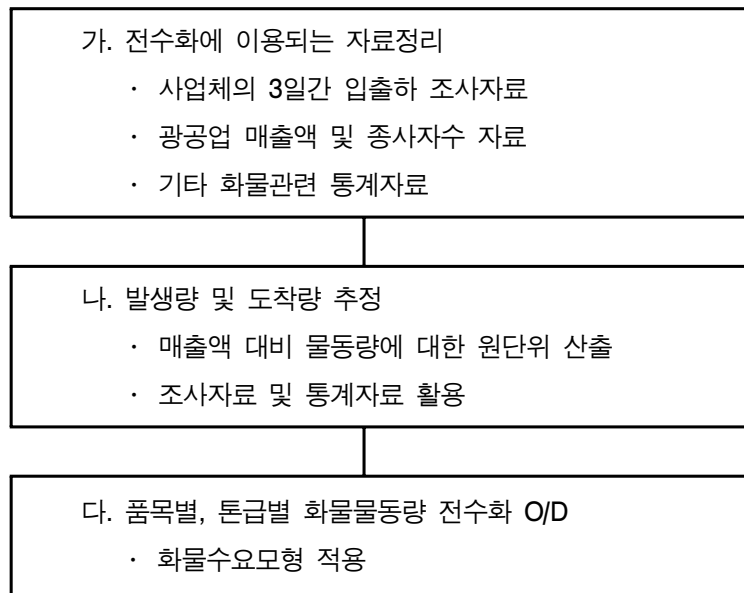 가. 전수화에 이용되는 자료정리
· 사업체의 3일간 입출하 조사자료
· 광공업 매출액 및 종사자수 자료
· 기타 화물관련 통계자료
나. 발생량 및 도착량 추정
· 매출액 대비 물동량에 대한 원단위 산출
· 조사자료 및 통계자료 활용
다. 품목별, 톤급별 화물물동량 전수화 O/D
· 화물수요모형 적용